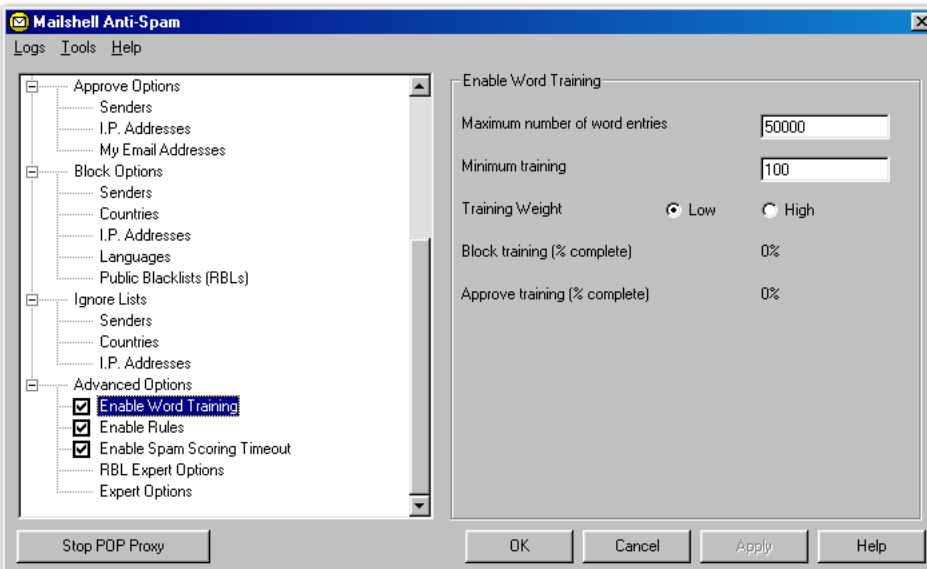 Mailshell Anti-Spam
Logs Tools Help
Approve Options
Senders
I.P. Addresses
My Email Addresses
Block Options
Senders
Countries
I.P. Addresses
Languages
Public Blacklists (RBLs)
Ignore Lists
Senders
Countries
I.P. Addresses
Advanced Options
Enable Word Training
Enable Rules
Enable Spam Scoring Timeout
RBL Expert Options
Expert Options
Enable Word Training
Maximum number of word entries 50000
Minimum training 100
Training Weight Low High
Block training (% complete) 0%
Approve training (% complete) 0%
Stop POP Proxy OK Cancel Apply Help